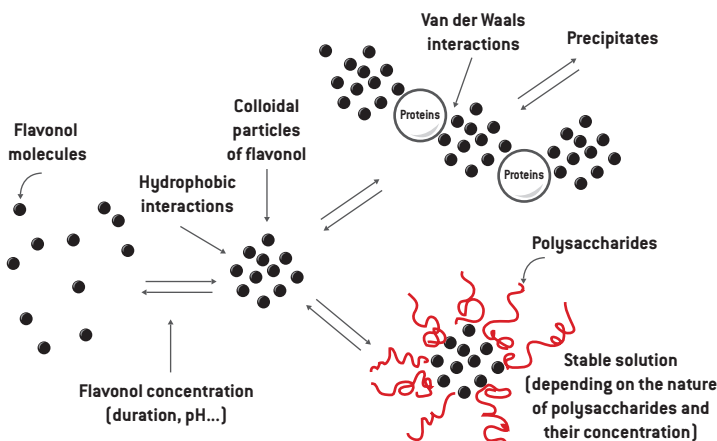 Van der Waals
interactions
Precipitates
Proteins
Proteins
Colloidal
particles
of flavonol
Flavonol
molecules
Hydrophobic
interactions
Polysaccharides
Stable solution
(depending on the nature
of polysaccharides and
their concentration)
Flavonol concentration
(duration, pH...)